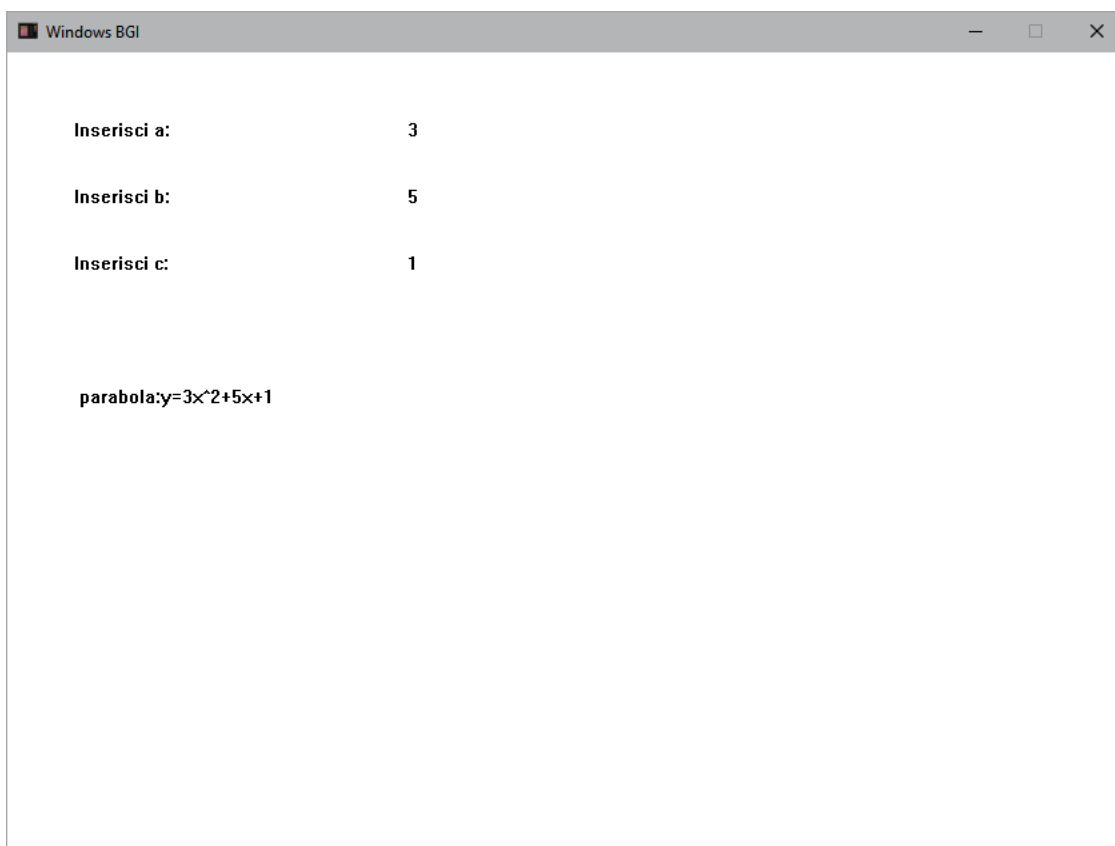 Windows BGI
Inserisci a: 3
Inserisci b: 5
Inserisci c: 1
parabola:y=3x^2+5x+1